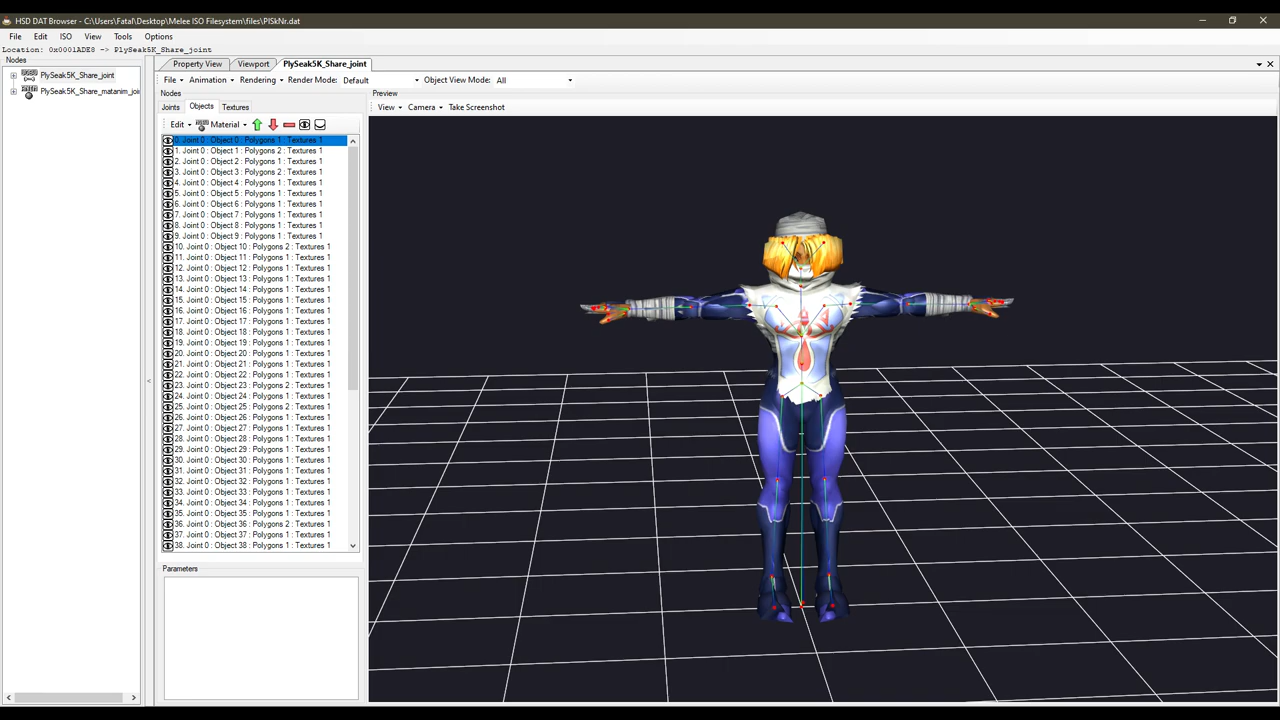 HSD DAT Browser - C:\Users\Fatal\Desktop\Melee ISO Filesystem\files\PlSkNr.dat
File Edit ISO View Tools Options
Location: 0x0001ADE8 -> PlySeak5K_Share_joint
Nodes
PlySeak5K_Share_joint
PlySeak5K_Share_matanim_joi
Property View Viewport PlySeak5K_Share_joint
File Animation Rendering Render Mode: Default Object View Mode: All
Nodes
Joints Objects Textures
Edit Material
0. Joint 0 : Object 0 : Polygons 1 : Textures 1
1. Joint 0 : Object 1 : Polygons 2 : Textures 1
2. Joint 0 : Object 2 : Polygons 1 : Textures 1
3. Joint 0 : Object 3 : Polygons 2 : Textures 1
4. Joint 0 : Object 4 : Polygons 1 : Textures 1
5. Joint 0 : Object 5 : Polygons 1 : Textures 1
6. Joint 0 : Object 6 : Polygons 1 : Textures 1
7. Joint 0 : Object 7 : Polygons 1 : Textures 1
8. Joint 0 : Object 8 : Polygons 1 : Textures 1
9. Joint 0 : Object 9 : Polygons 1 : Textures 1
10. Joint 0 : Object 10 : Polygons 2 : Textures 1
11. Joint 0 : Object 11 : Polygons 1 : Textures 1
12. Joint 0 : Object 12 : Polygons 1 : Textures 1
13. Joint 0 : Object 13 : Polygons 1 : Textures 1
14. Joint 0 : Object 14 : Polygons 1 : Textures 1
15. Joint 0 : Object 15 : Polygons 1 : Textures 1
16. Joint 0 : Object 16 : Polygons 1 : Textures 1
17. Joint 0 : Object 17 : Polygons 1 : Textures 1
18. Joint 0 : Object 18 : Polygons 1 : Textures 1
19. Joint 0 : Object 19 : Polygons 1 : Textures 1
20. Joint 0 : Object 20 : Polygons 1 : Textures 1
21. Joint 0 : Object 21 : Polygons 1 : Textures 1
22. Joint 0 : Object 22 : Polygons 1 : Textures 1
23. Joint 0 : Object 23 : Polygons 2 : Textures 1
24. Joint 0 : Object 24 : Polygons 1 : Textures 1
25. Joint 0 : Object 25 : Polygons 2 : Textures 1
26. Joint 0 : Object 26 : Polygons 1 : Textures 1
27. Joint 0 : Object 27 : Polygons 1 : Textures 1
28. Joint 0 : Object 28 : Polygons 1 : Textures 1
29. Joint 0 : Object 29 : Polygons 1 : Textures 1
30. Joint 0 : Object 30 : Polygons 1 : Textures 1
31. Joint 0 : Object 31 : Polygons 1 : Textures 1
32. Joint 0 : Object 32 : Polygons 1 : Textures 1
33. Joint 0 : Object 33 : Polygons 1 : Textures 1
34. Joint 0 : Object 34 : Polygons 1 : Textures 1
35. Joint 0 : Object 35 : Polygons 1 : Textures 1
36. Joint 0 : Object 36 : Polygons 2 : Textures 1
37. Joint 0 : Object 37 : Polygons 1 : Textures 1
38. Joint 0 : Object 38 : Polygons 1 : Textures 1
Parameters
Preview
View Camera Take Screenshot